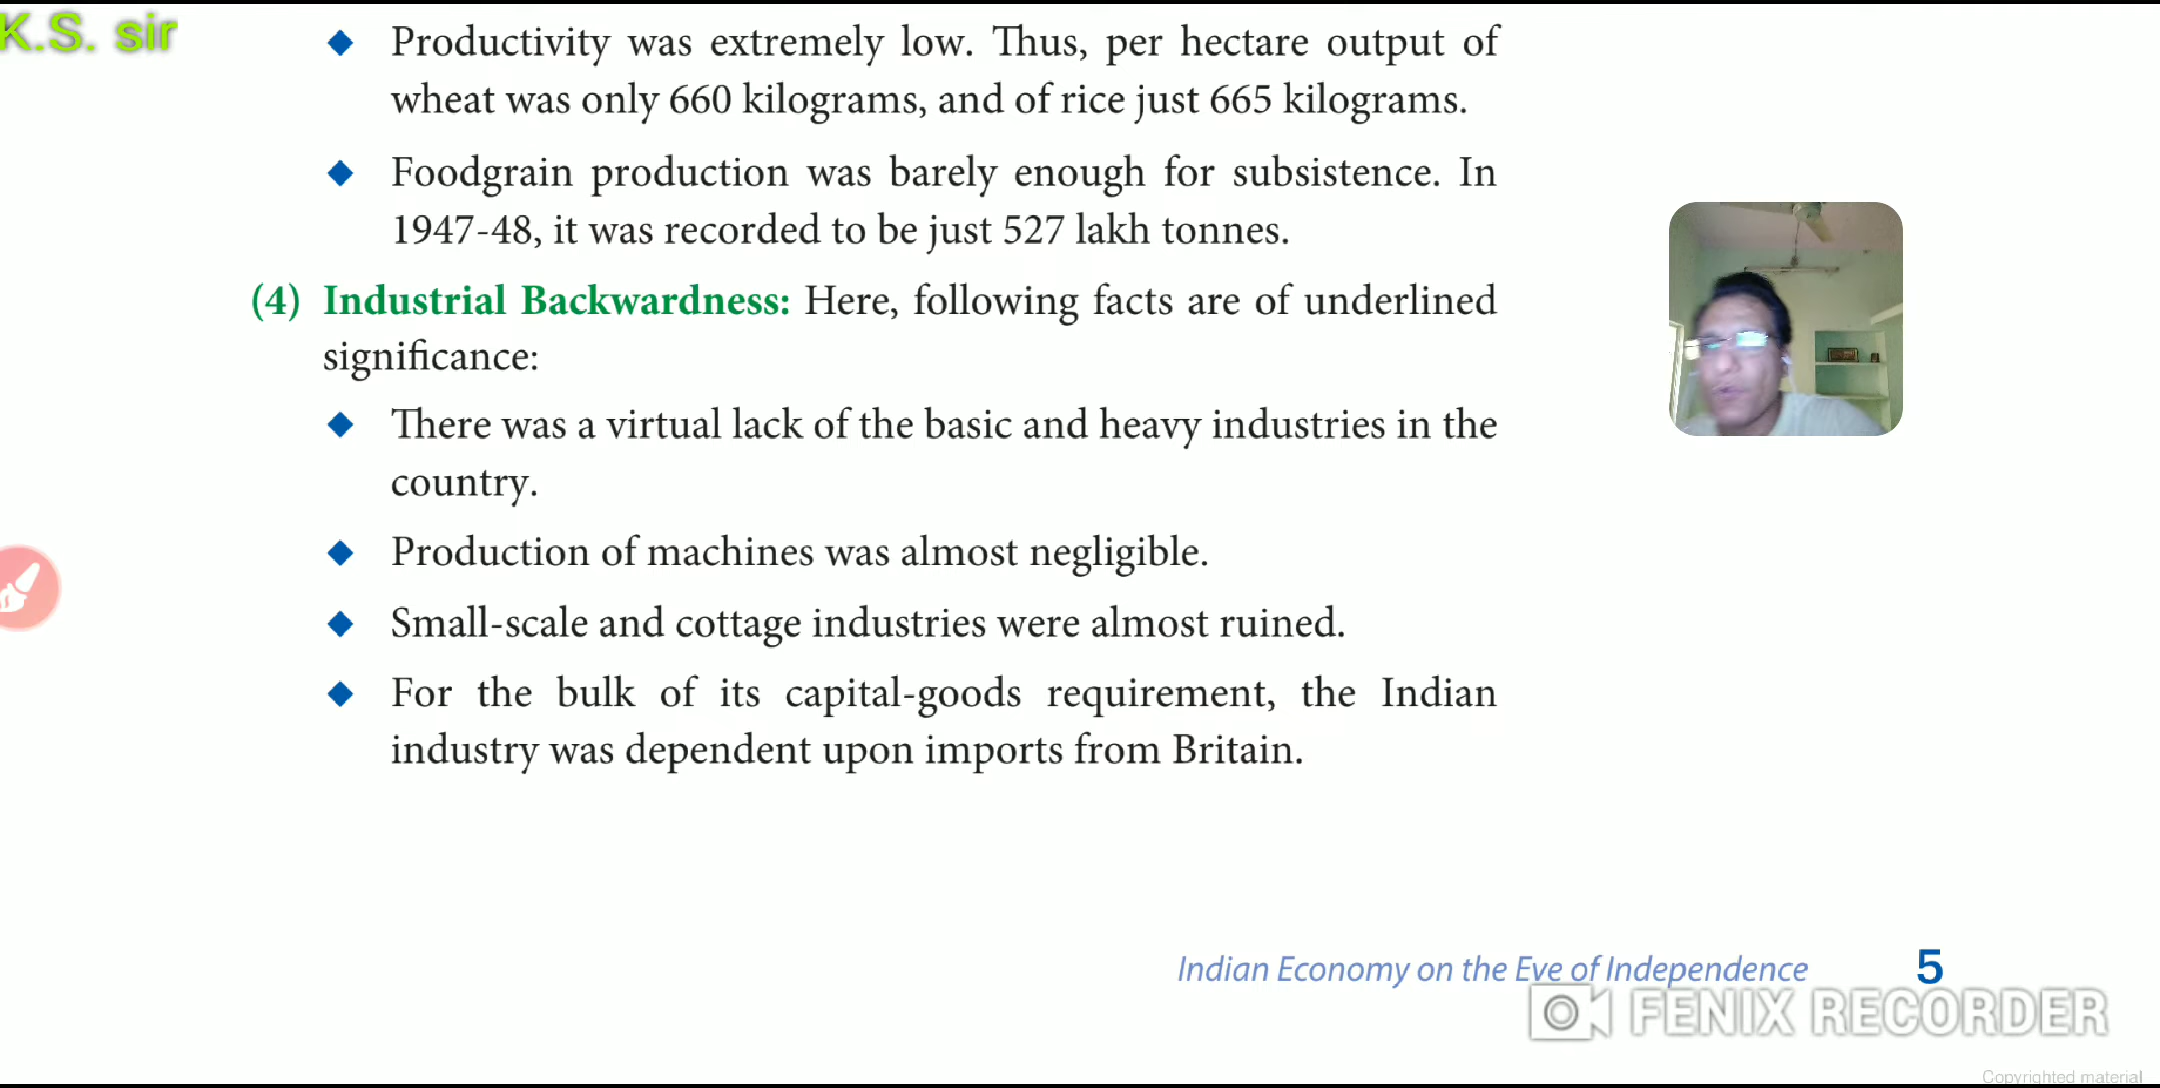 K.S. sir
◆ Productivity was extremely low. Thus, per hectare output of
wheat was only 660 kilograms, and of rice just 665 kilograms.
◆ Foodgrain production was barely enough for subsistence. In
1947-48, it was recorded to be just 527 lakh tonnes.
(4) Industrial Backwardness: Here, following facts are of underlined
significance:
◆ There was a virtual lack of the basic and heavy industries in the
country.
◆ Production of machines was almost negligible.
◆ Small-scale and cottage industries were almost ruined.
◆ For the bulk of its capital-goods requirement, the Indian
industry was dependent upon imports from Britain.
Indian Economy on the Eve of Independence 5
FENIX RECORDER
Copyrighted material